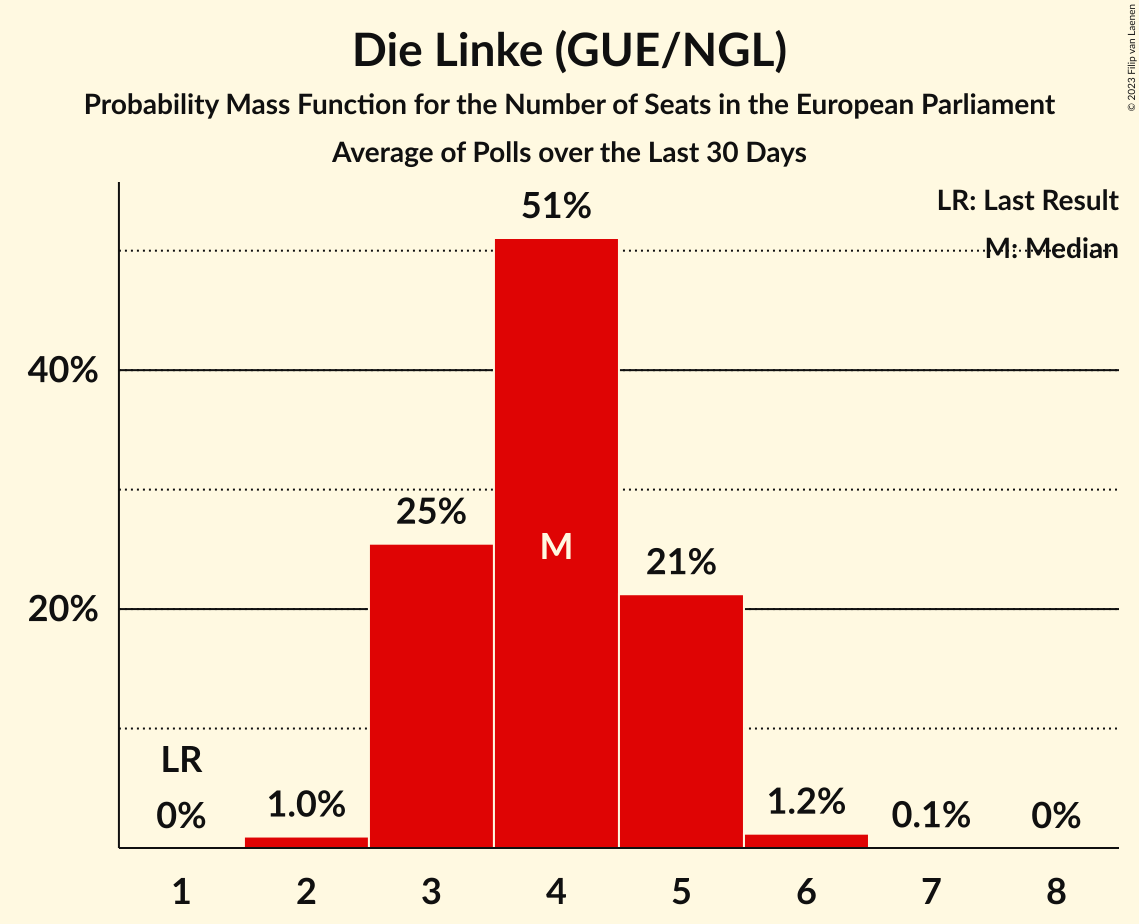 Die Linke (GUE/NGL)
Probability Mass Function for the Number of Seats in the European Parliament
Average of Polls over the Last 30 Days
© 2023 Filip van Laenen
LR: Last Result
M: Median
51%
40%
25%
M
21%
20%
LR
0%
1.0%
1.2%
0.1%
0%
1 2 3 4 5 6 7 8